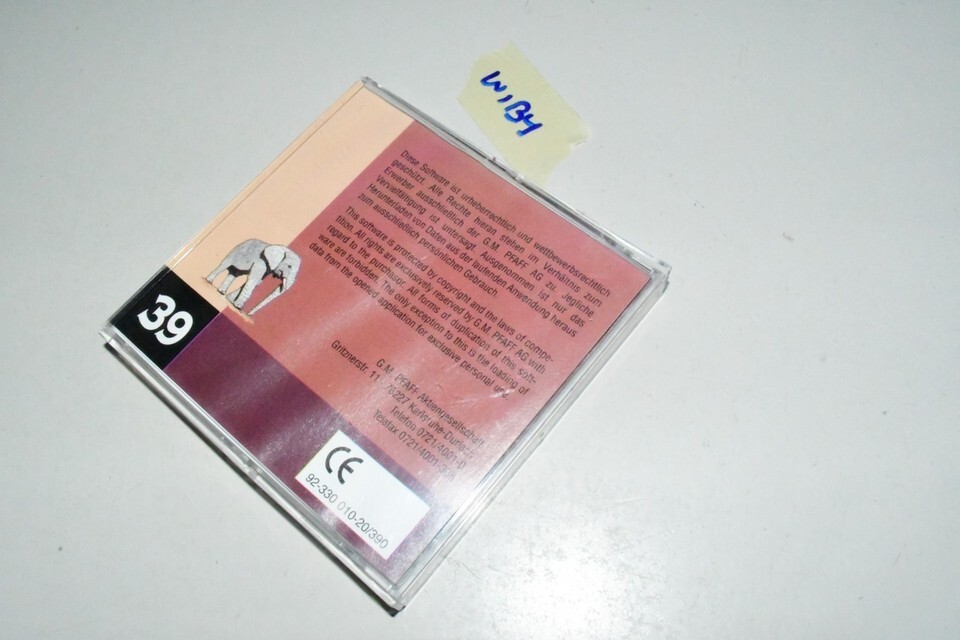 W,BY
Diese Software ist urheberrechtlich und wettbewerbsrechtlich
geschützt. Alle Rechte hieran stehen im Verhältnis zum
Erwerber ausschließlich der G.M. PFAFF AG zu. Jegliche
Vervielfältigung ist untersagt. Ausgenommen ist nur das
Herunterladen von Daten aus der laufenden Anwendung heraus
zum ausschließlich persönlichen Gebrauch.
This software is protected by copyright and the laws of compe-
tition. All rights are exclusively reserved by G.M. PFAFF AG with
regard to the purchaser. All forms of duplication of this soft-
ware are forbidden. The only exception to this is the loading of
data from the opened application for exclusive personal use.
G.M. PFAFF Aktiengesellschaft
Gritznerstr. 11, 76227 Karlsruhe-Durlach
Telefon 0721/4001-0
Telefax 0721/4001
39
CE
92-330 010-20/390